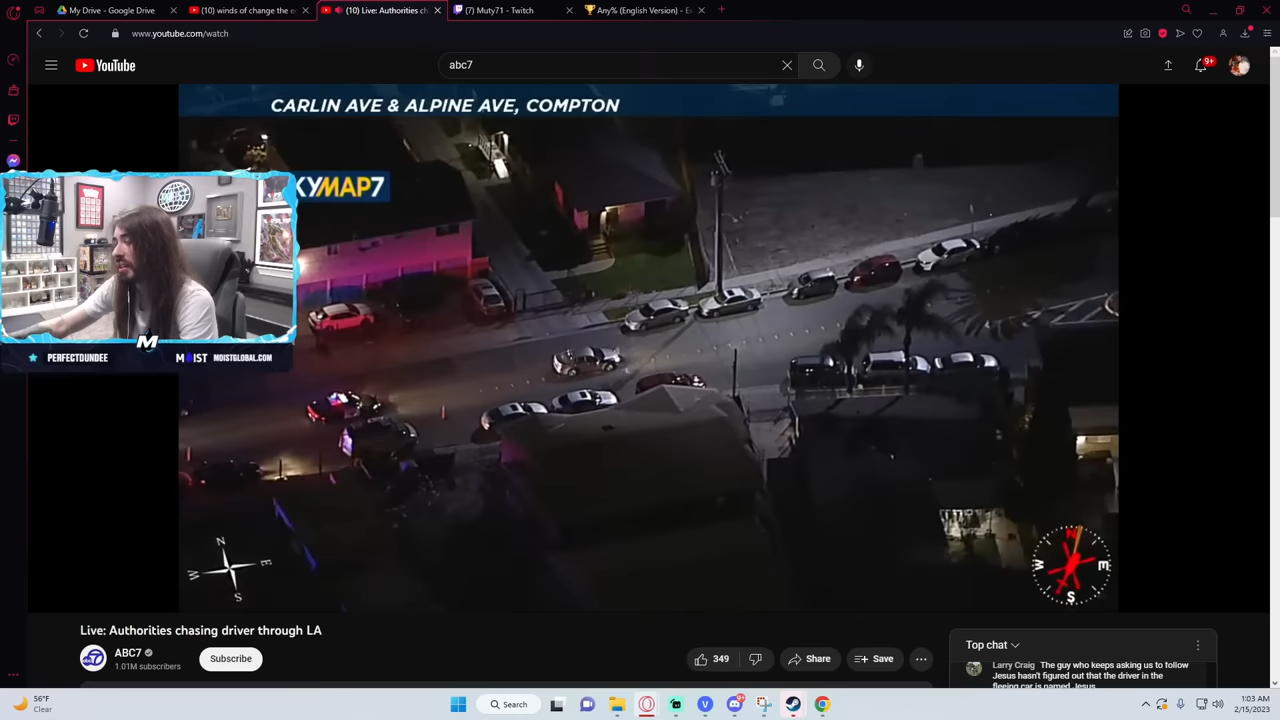 My Drive - Google Drive
(10) winds of change the e
(10) Live: Authorities ch
(7) Muty71 - Twitch
Any% (English Version) - E
www.youtube.com/watch
YouTube
abc7
9+
CARLIN AVE & ALPINE AVE, COMPTON
KYMAP7
PERFECTDUNDEE
MOIST MOISTGLOBAL.COM
N
W E
S
N
W E
S
Live: Authorities chasing driver through LA
ABC7
1.01M subscribers
Subscribe
349
Share
Save
Top chat
Larry Craig The guy who keeps asking us to follow
Jesus hasn't figured out that the driver in the
fleeing car is named Jesus
56°F
Clear
Search
1:03 AM
2/15/2023